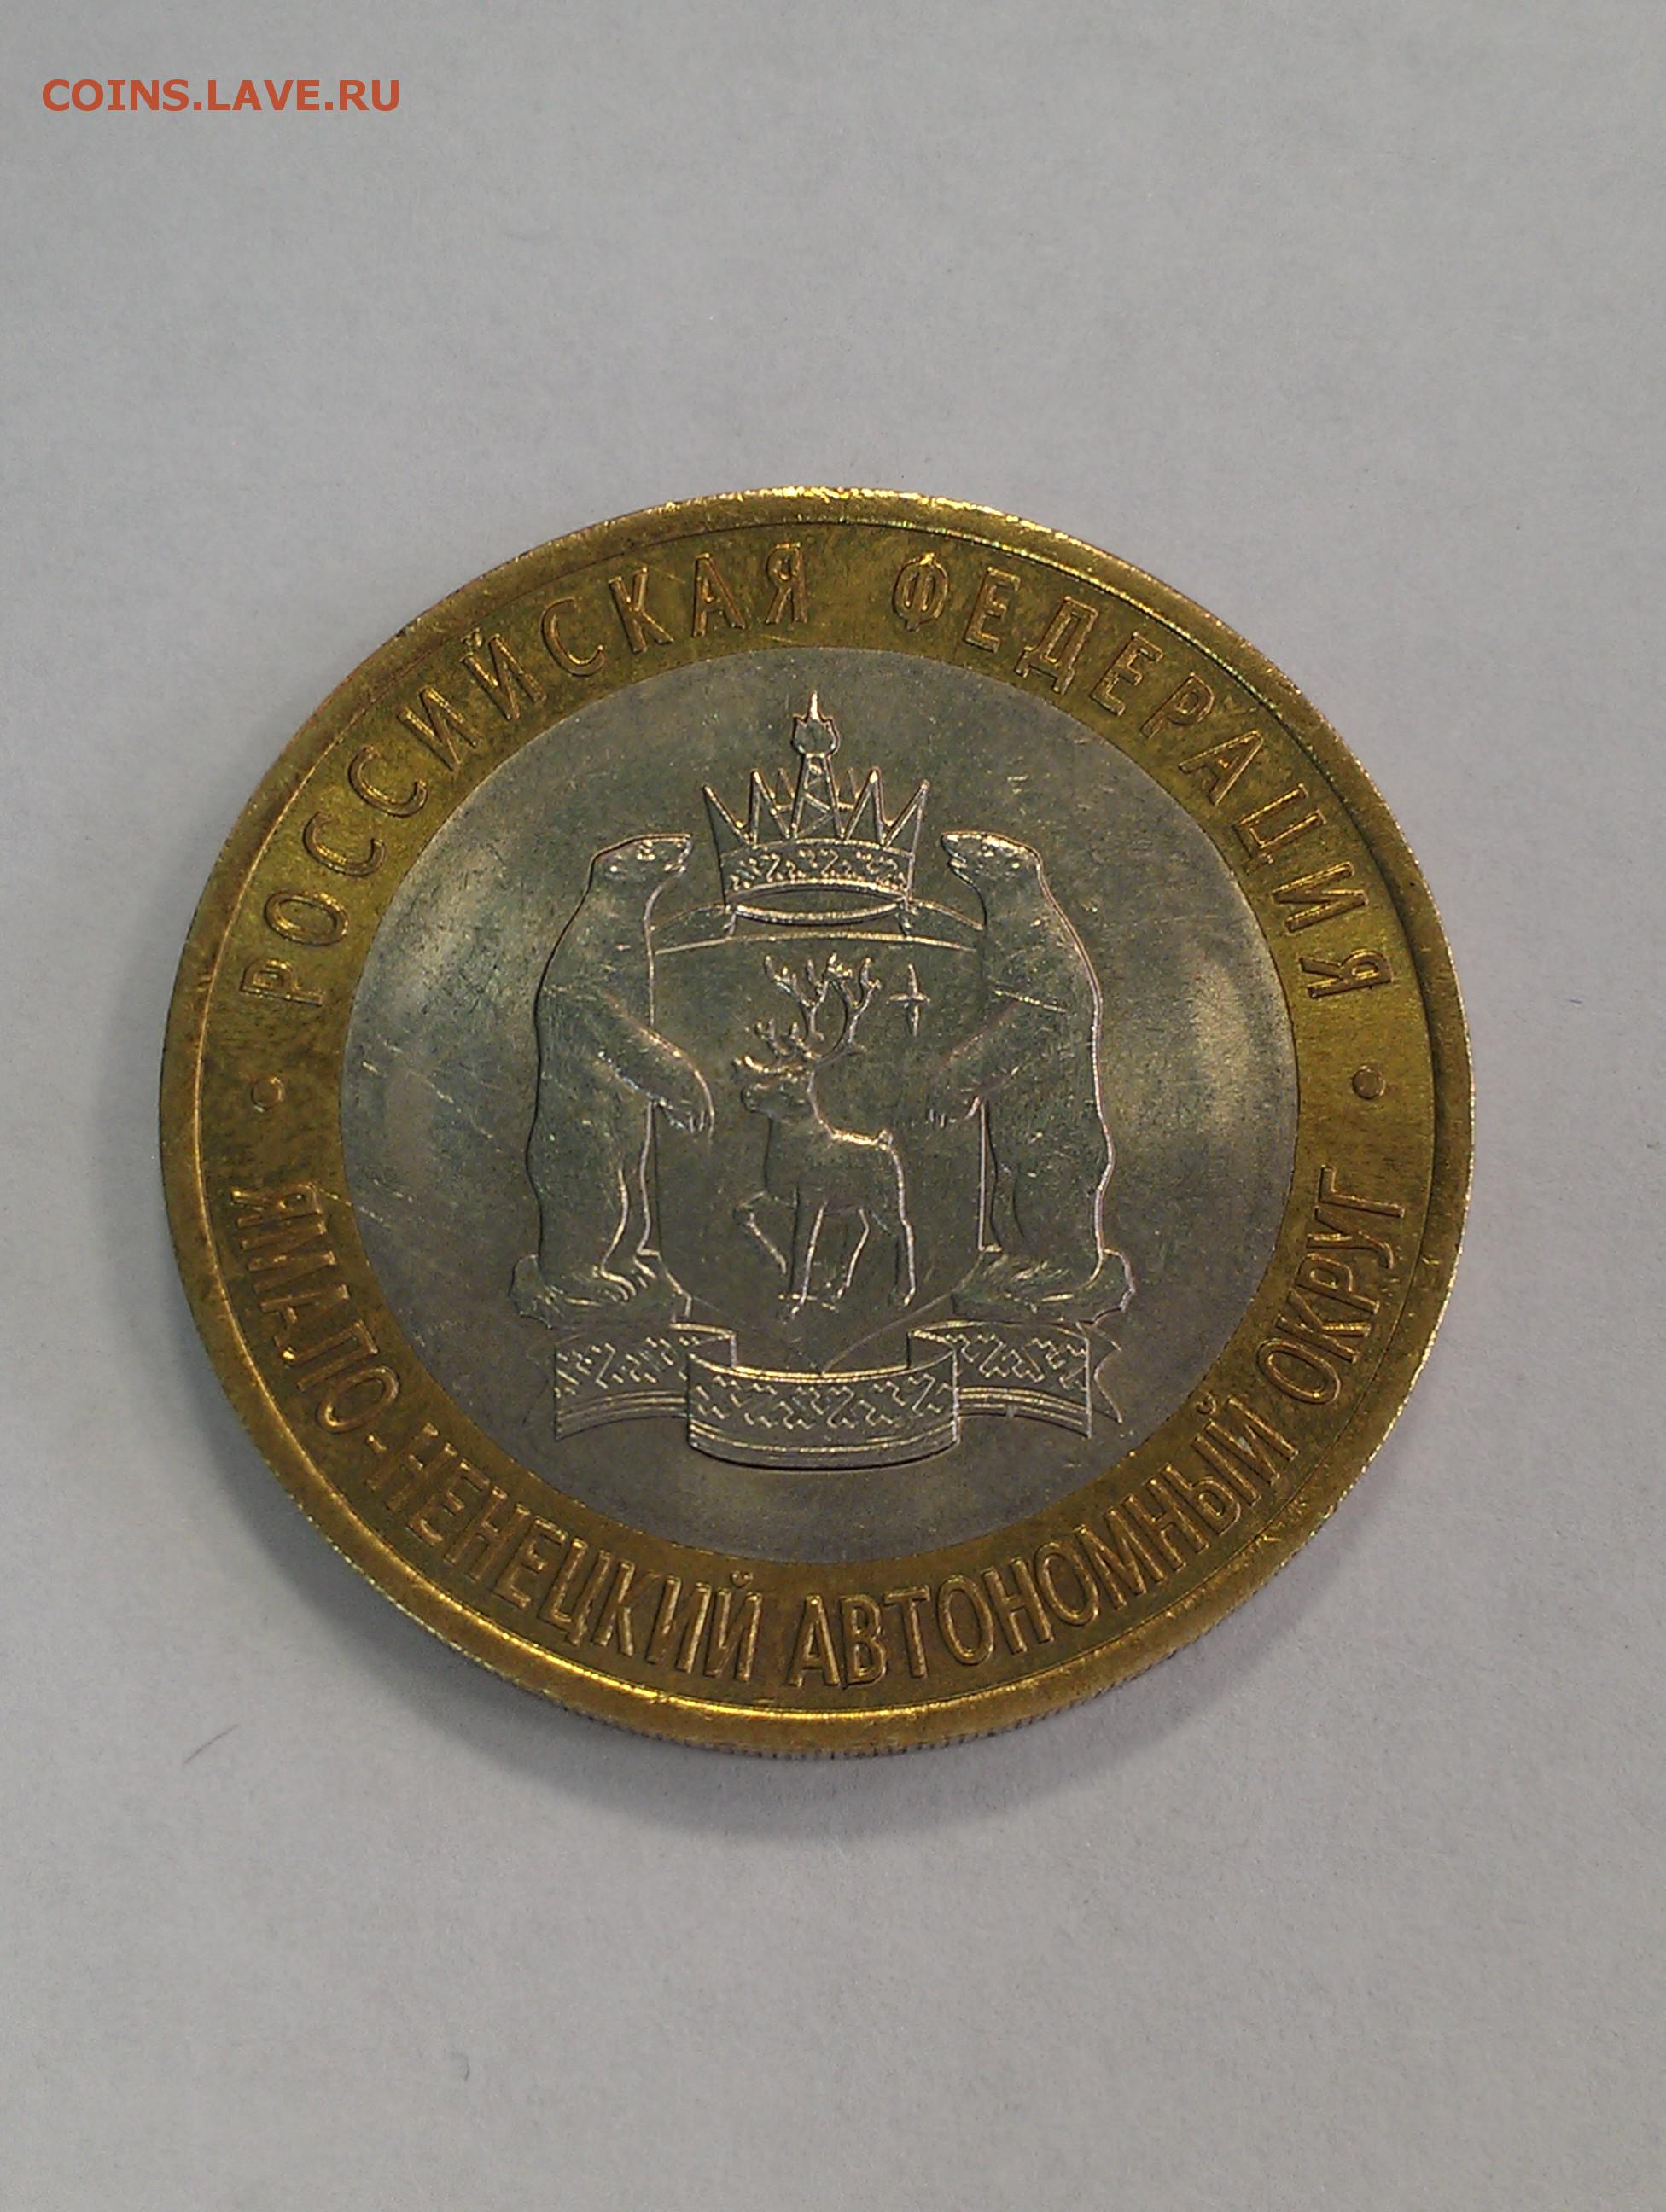 COINS.LAVE.RU
РОССИЙСКАЯ ФЕДЕРАЦИЯ
ЯМАЛО-НЕНЕЦКИЙ АВТОНОМНЫЙ ОКРУГ